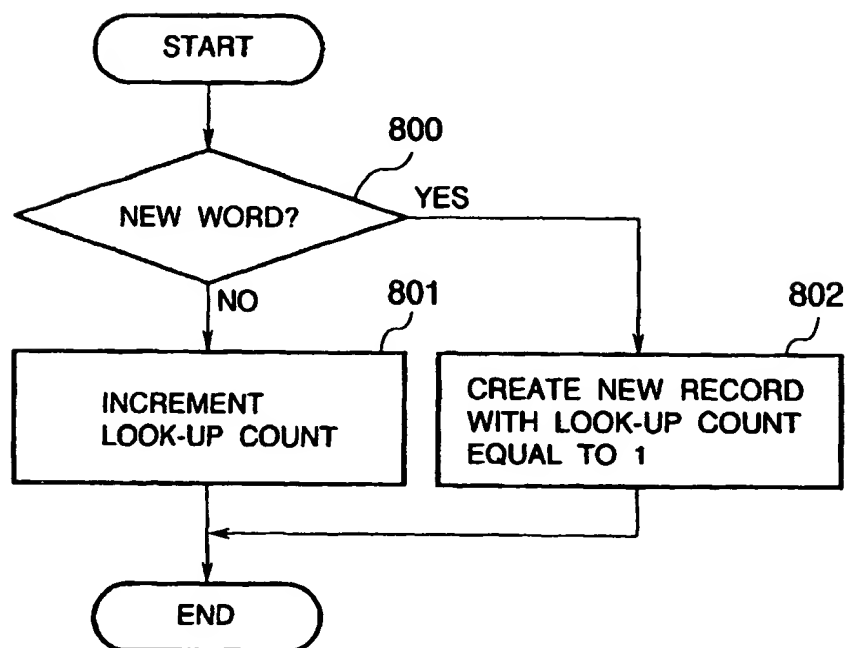 START
800
NEW WORD?
YES
NO
801
802
INCREMENT
LOOK-UP COUNT
CREATE NEW RECORD
WITH LOOK-UP COUNT
EQUAL TO 1
END